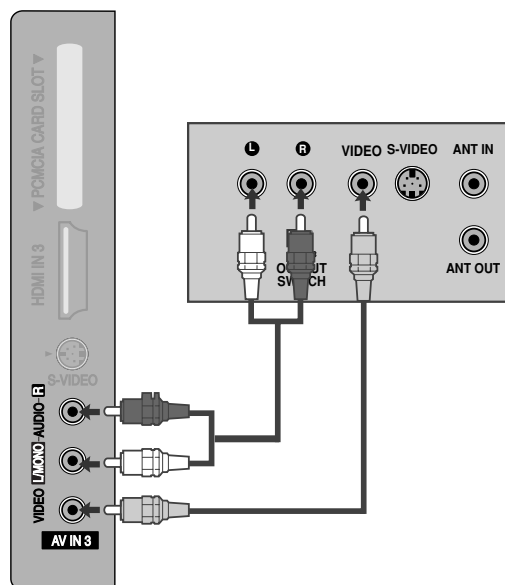 ▼ PCMCIA CARD SLOT ▼
HDMI IN 3
▼
S-VIDEO
VIDEO L/MONO-AUDIO-R
AV IN 3
L R VIDEO S-VIDEO ANT IN
SWITCH
ANT OUT